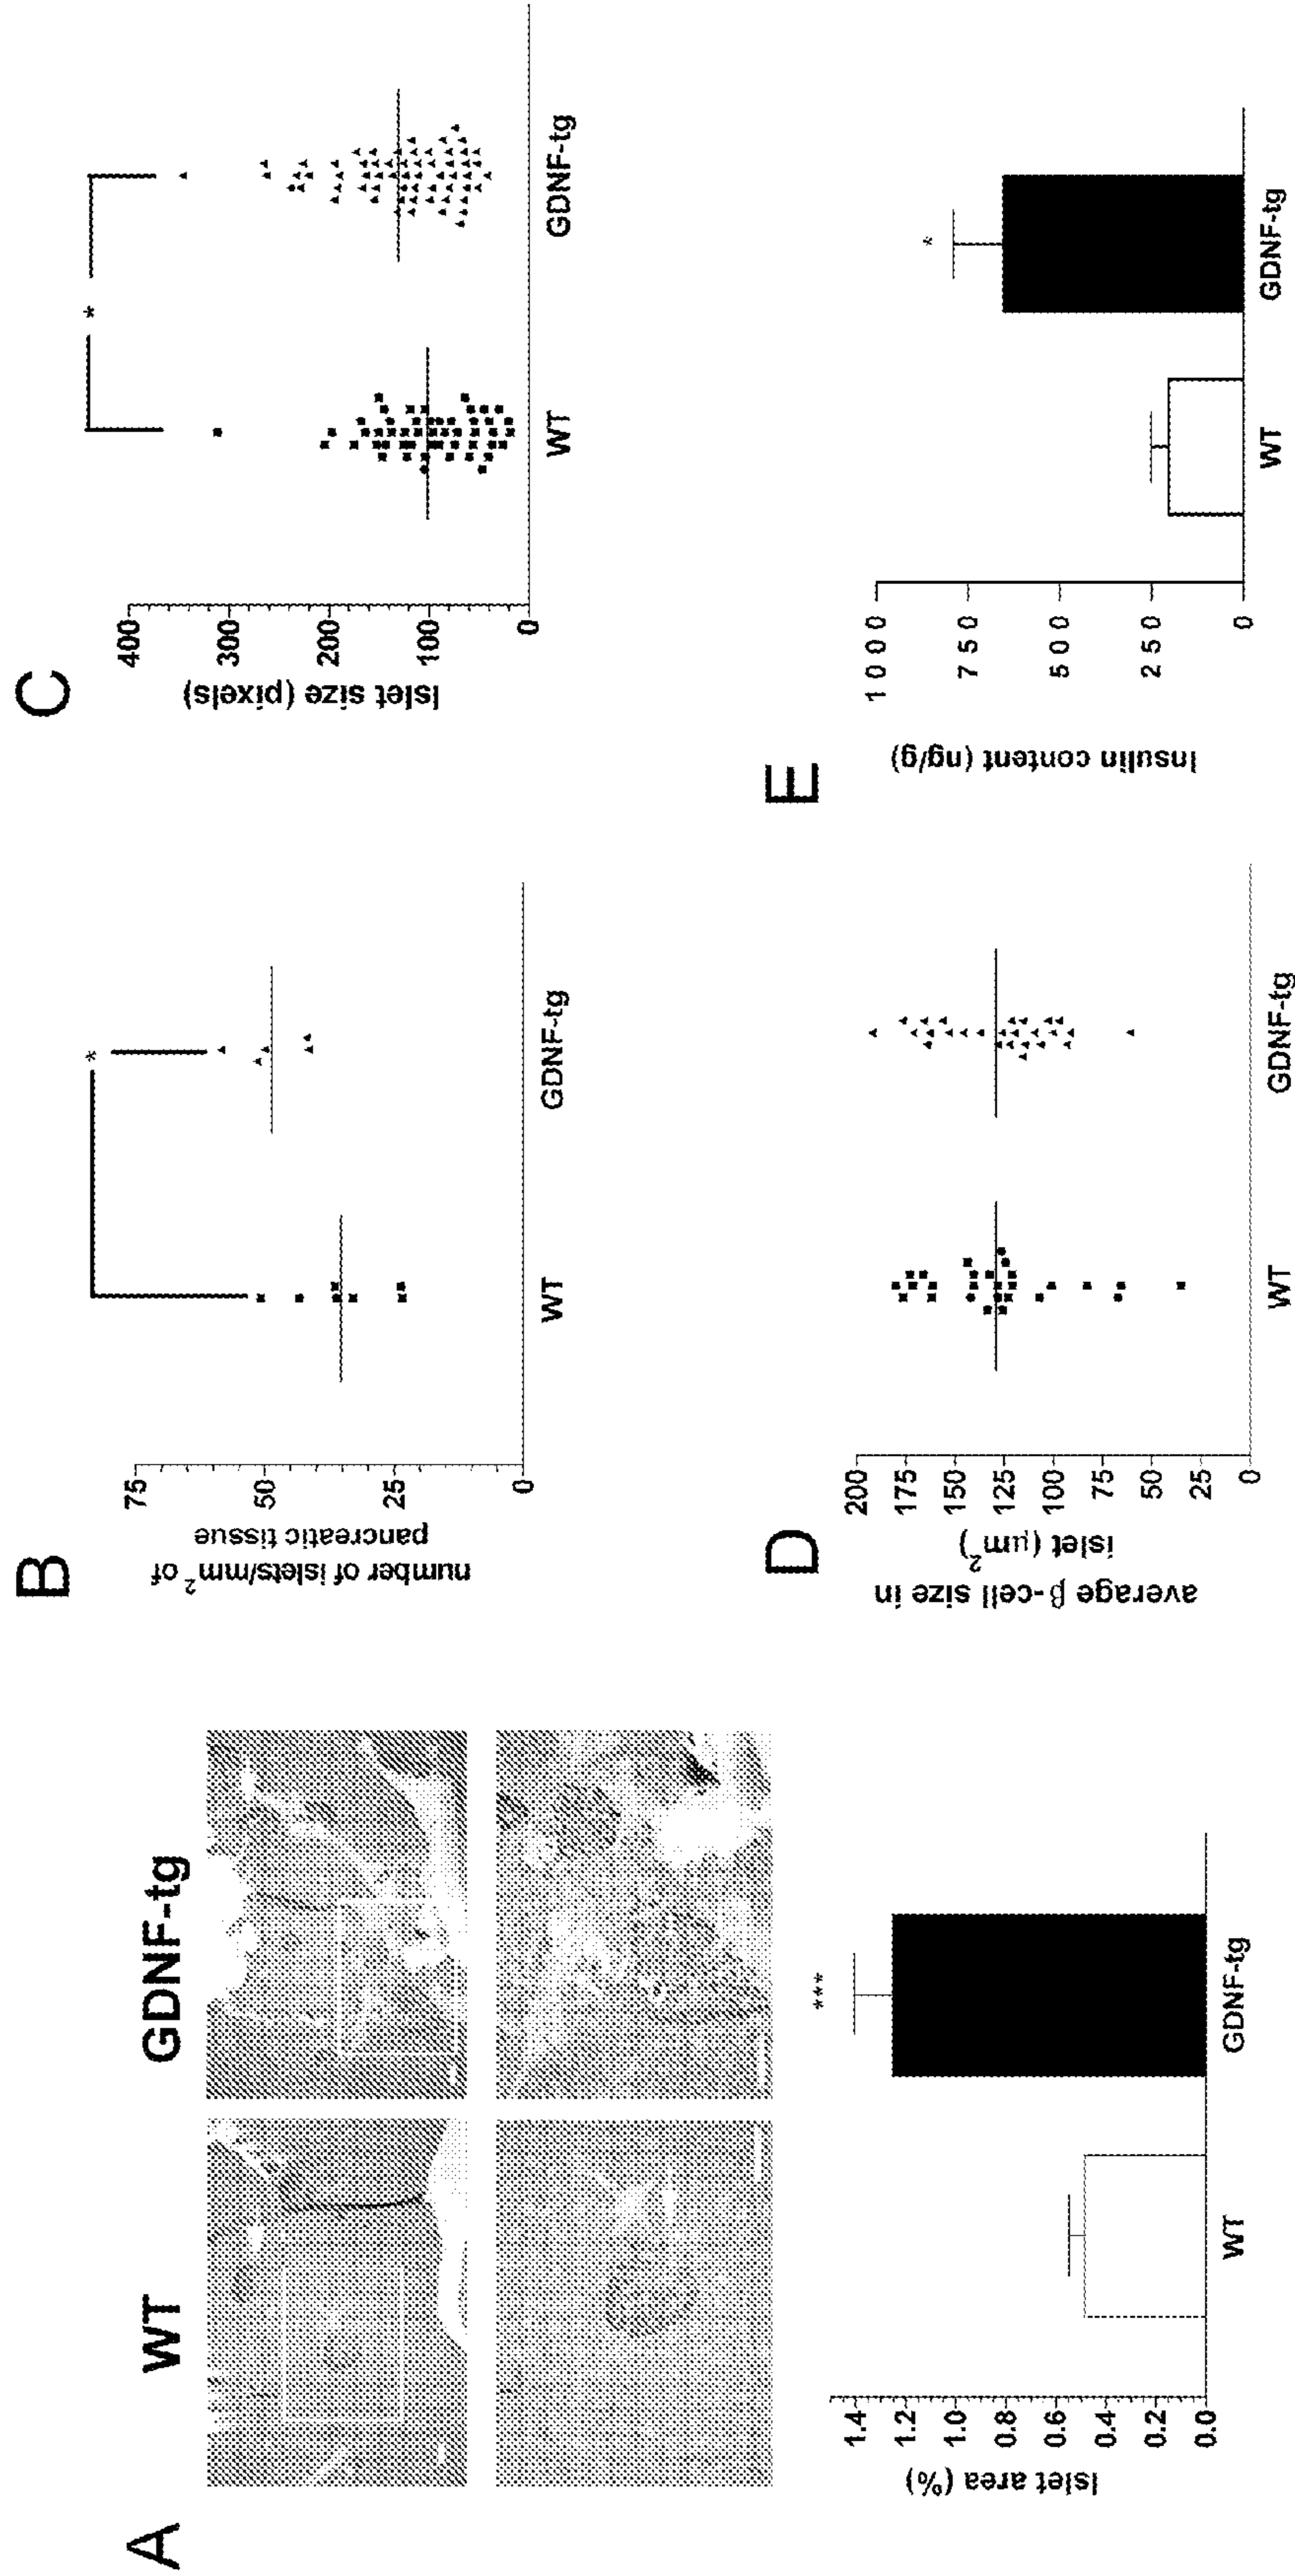 A
WT
GDNF-tg
Islet area (%)
1.4
1.2
1.0
0.8
0.6
0.4
0.2
0.0
***
WT
GDNF-tg
B
number of islets/mm² of
pancreatic tissue
75
50
25
0
*
WT
GDNF-tg
C
Islet size (pixels)
400
300
200
100
0
*
WT
GDNF-tg
D
average β-cell size in
islet (µm²)
200
175
150
125
100
75
50
25
0
WT
GDNF-tg
E
Insulin content (ng/g)
1000
750
500
250
0
*
WT
GDNF-tg